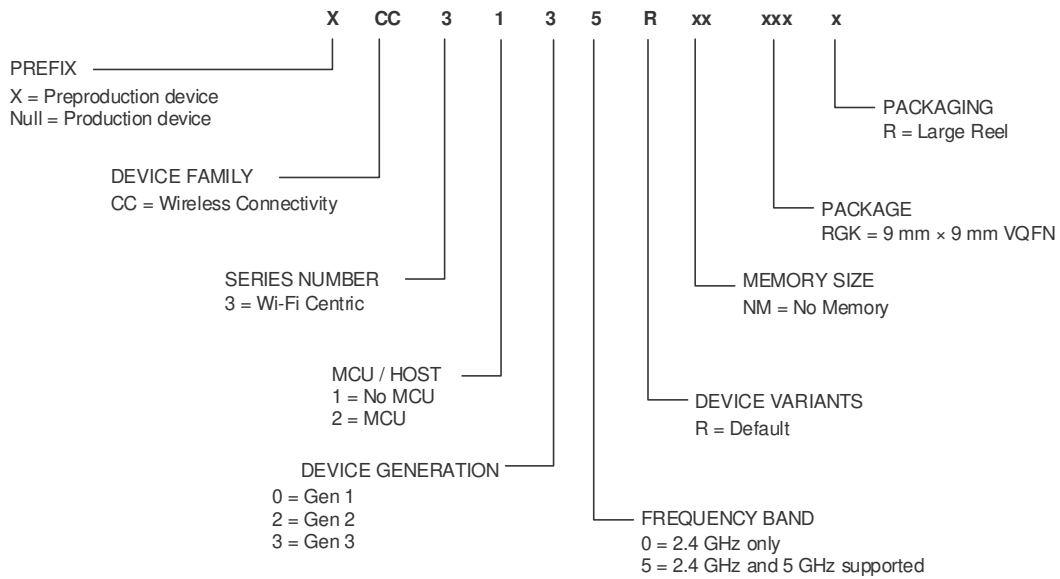 X CC 3 1 3 5 R xx xxx x
PREFIX
X = Preproduction device
Null = Production device
PACKAGING
R = Large Reel
DEVICE FAMILY
CC = Wireless Connectivity
PACKAGE
RGK = 9 mm × 9 mm VQFN
SERIES NUMBER
3 = Wi-Fi Centric
MEMORY SIZE
NM = No Memory
MCU / HOST
1 = No MCU
2 = MCU
DEVICE VARIANTS
R = Default
DEVICE GENERATION
0 = Gen 1
2 = Gen 2
3 = Gen 3
FREQUENCY BAND
0 = 2.4 GHz only
5 = 2.4 GHz and 5 GHz supported